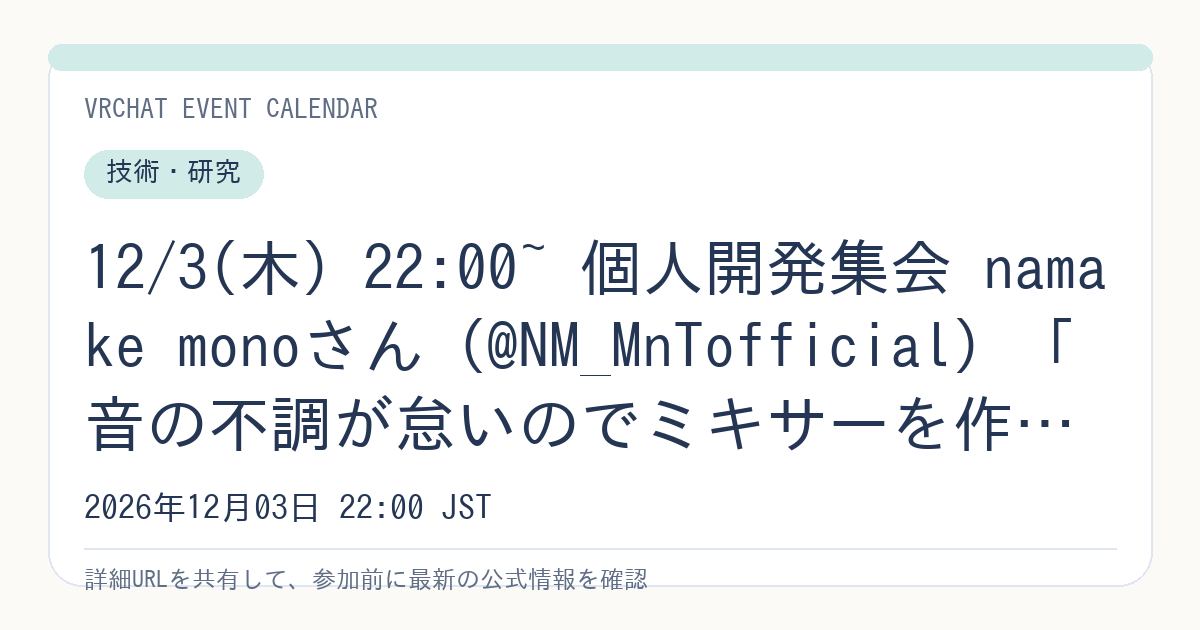 VRCHAT EVENT CALENDAR
技術・研究
12/3(木) 22:00~ 個人開発集会 nama
ke monoさん (@NM_MnTofficial) 「
音の不調が怠いのでミキサーを作…
2026年12月03日 22:00 JST
詳細URLを共有して、参加前に最新の公式情報を確認